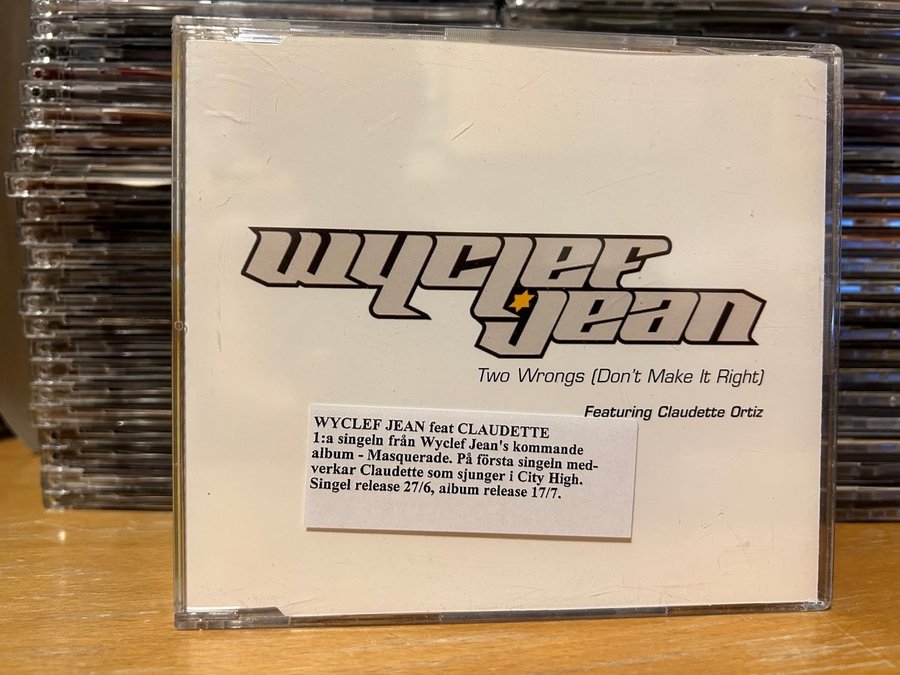 wyclef
jean
Two Wrongs (Don't Make It Right)
Featuring Claudette Ortiz
WYCLEF JEAN feat CLAUDETTE
1:a singeln från Wyclef Jean's kommande
album - Masquerade. På första singeln med-
verkar Claudette som sjunger i City High.
Singel release 27/6, album release 17/7.